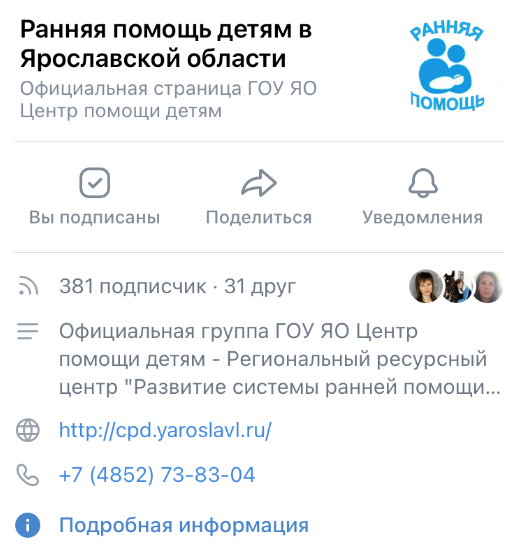 Ранняя помощь детям в
Ярославской области
Официальная страница ГОУ ЯО
Центр помощи детям
РАННЯЯ
ПОМОЩЬ
Вы подписаны
Поделиться
Уведомления
381 подписчик · 31 друг
Официальная группа ГОУ ЯО Центр
помощи детям - Региональный ресурсный
центр "Развитие системы ранней помощи...
http://cpd.yaroslavl.ru/
+7 (4852) 73-83-04
Подробная информация